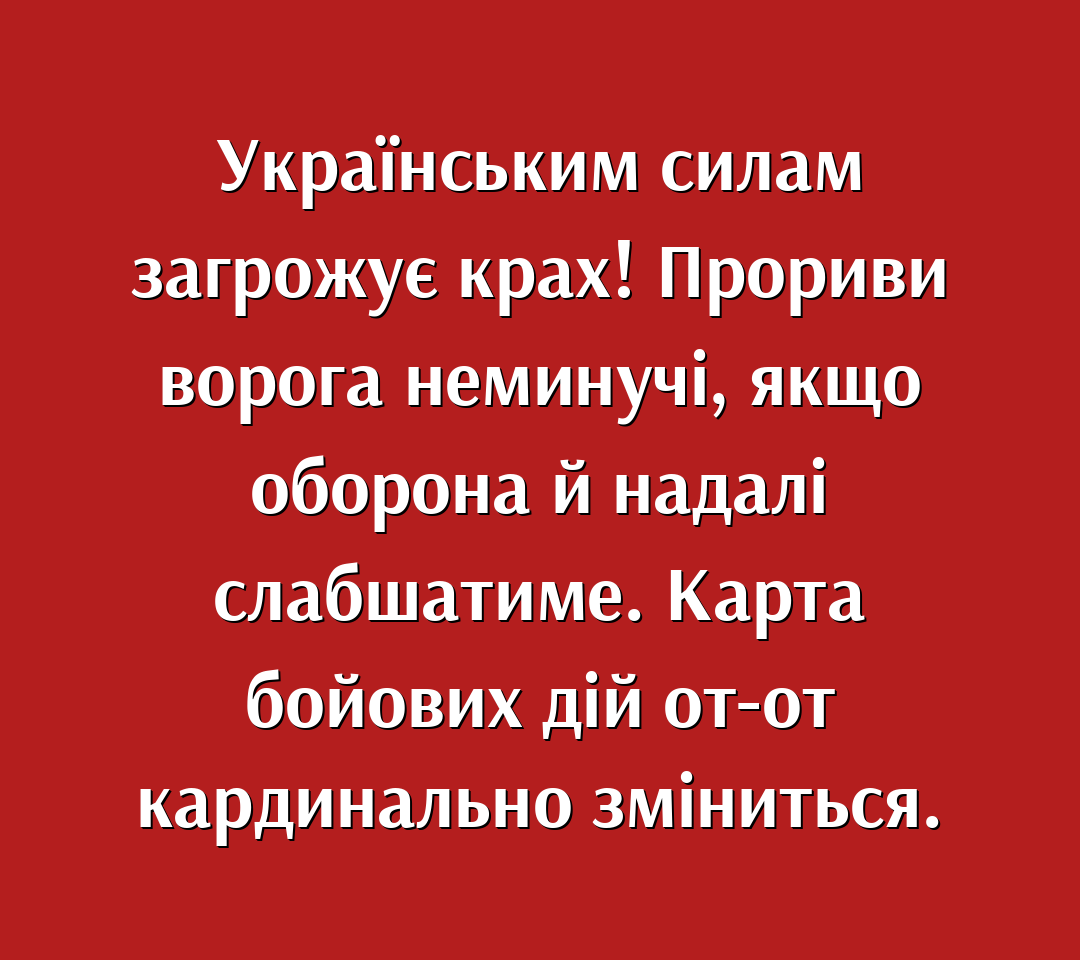 Українським силам
загрожує крах! Прориви
ворога неминучі, якщо
оборона й надалі
слабшатиме. Карта
бойових дій от-от
кардинально зміниться.